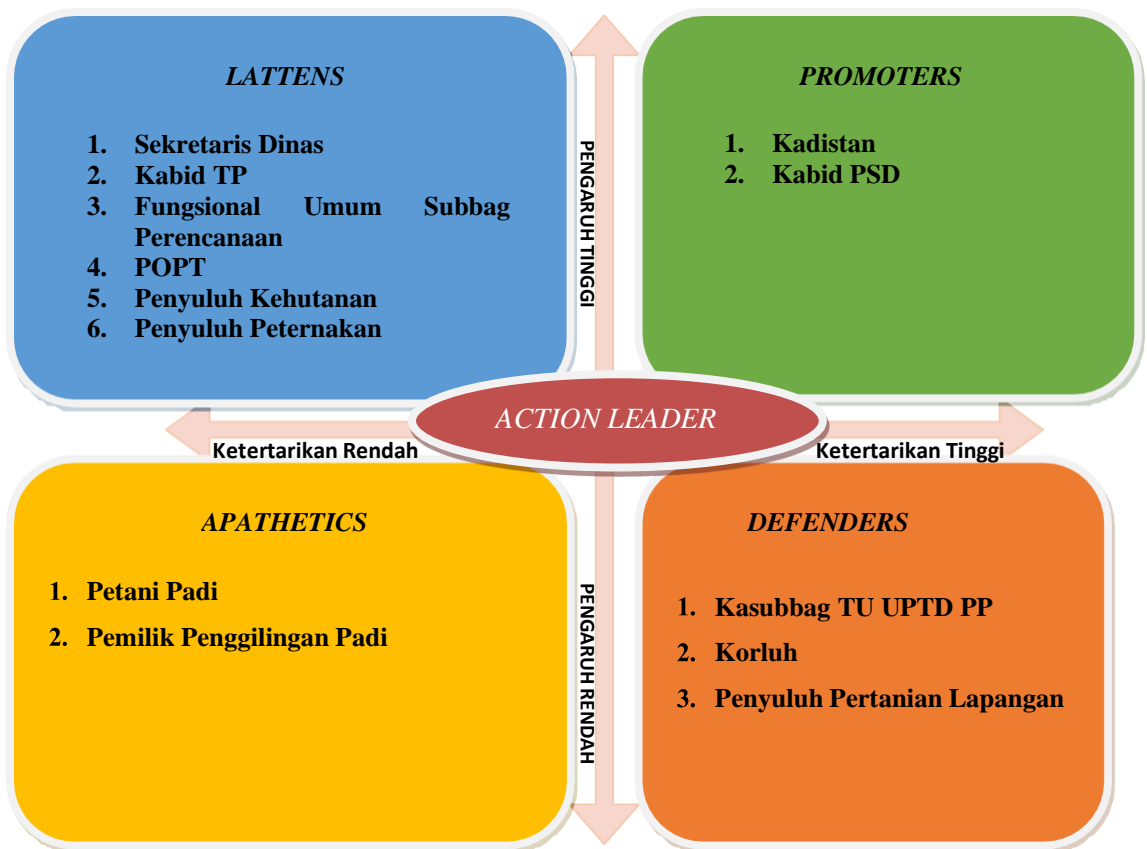 LATTENS
1. Sekretaris Dinas
2. Kabid TP
3. Fungsional Umum Subbag
Perencanaan
4. POPT
5. Penyuluh Kehutanan
6. Penyuluh Peternakan
PENGARUH TINGGI
PROMOTERS
1. Kadistan
2. Kabid PSD
ACTION LEADER
Ketertarikan Rendah
Ketertarikan Tinggi
APATHETICS
1. Petani Padi
2. Pemilik Penggilingan Padi
PENGARUH RENDAH
DEFENDERS
1. Kasubbag TU UPTD PP
2. Korluh
3. Penyuluh Pertanian Lapangan